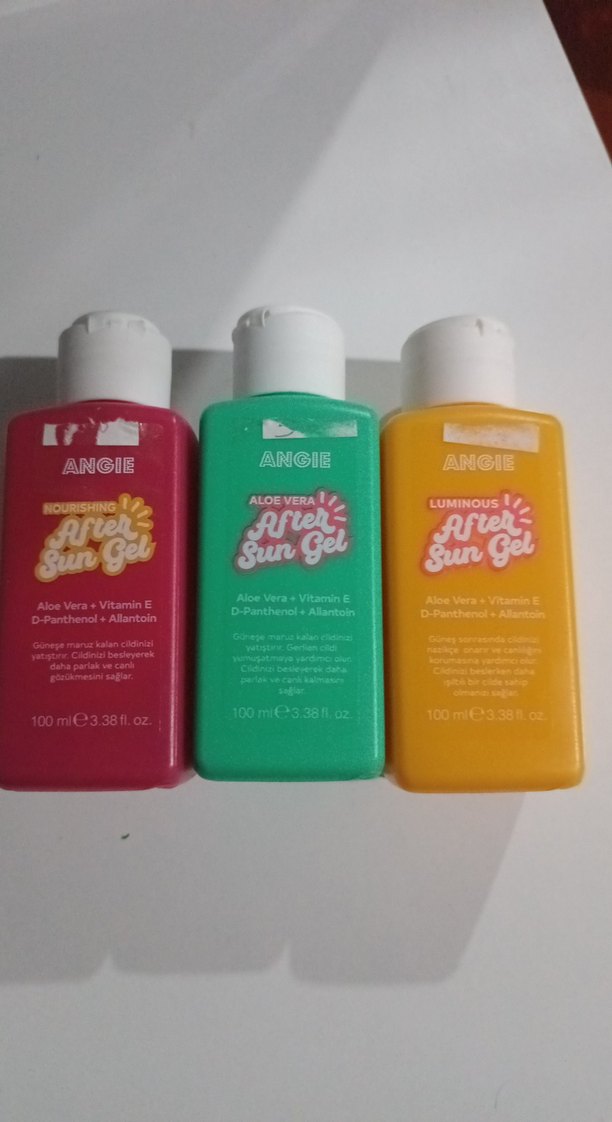 ANGIE
NOURISHING
After
Sun Gel
Aloe Vera + Vitamin E
D-Panthenol + Allantoin
Güneşe maruz kalan cildinizi
yatıştırır. Cildinizi besleyerek
daha parlak ve canlı
gözükmesini sağlar.
100 ml ℮ 3.38 fl. oz.
ANGIE
ALOE VERA
After
Sun Gel
Aloe Vera + Vitamin E
D-Panthenol + Allantoin
Güneşe maruz kalan cildinizi
yatıştırır. Gerilen cildi
yumuşatmaya yardımcı olur.
Cildinizi besleyerek daha
parlak ve canlı kalmasını
sağlar.
100 ml ℮ 3.38 fl. oz.
ANGIE
LUMINOUS
After
Sun Gel
Aloe Vera + Vitamin E
D-Panthenol + Allantoin
Güneş sonrasında cildinizi
nazikçe onarır ve canlılığını
korumasına yardımcı olur.
Cildinizi beslerken daha
ışıltılı bir cilde sahip
olmanızı sağlar.
100 ml ℮ 3.38 fl. oz.